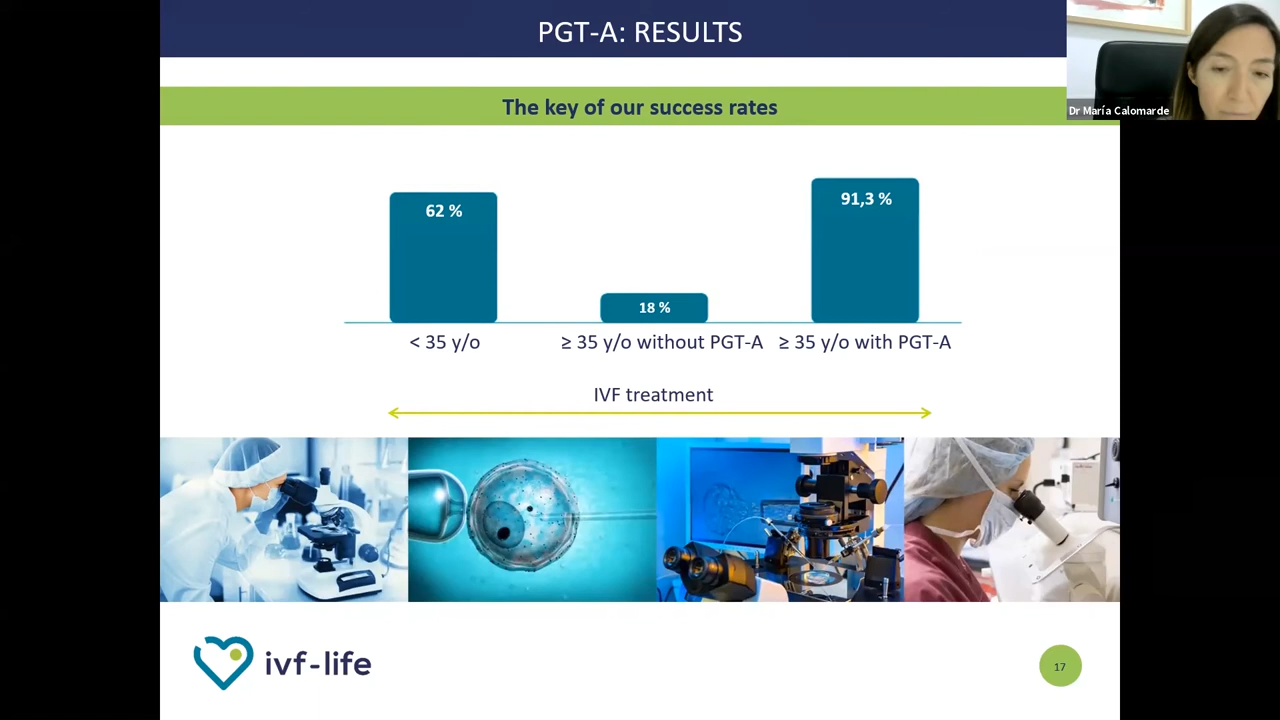 PGT-A: RESULTS
Dr María Calomarde
The key of our success rates
62 %
18 %
91,3 %
< 35 y/o
≥ 35 y/o without PGT-A
≥ 35 y/o with PGT-A
IVF treatment
ivf-life
17